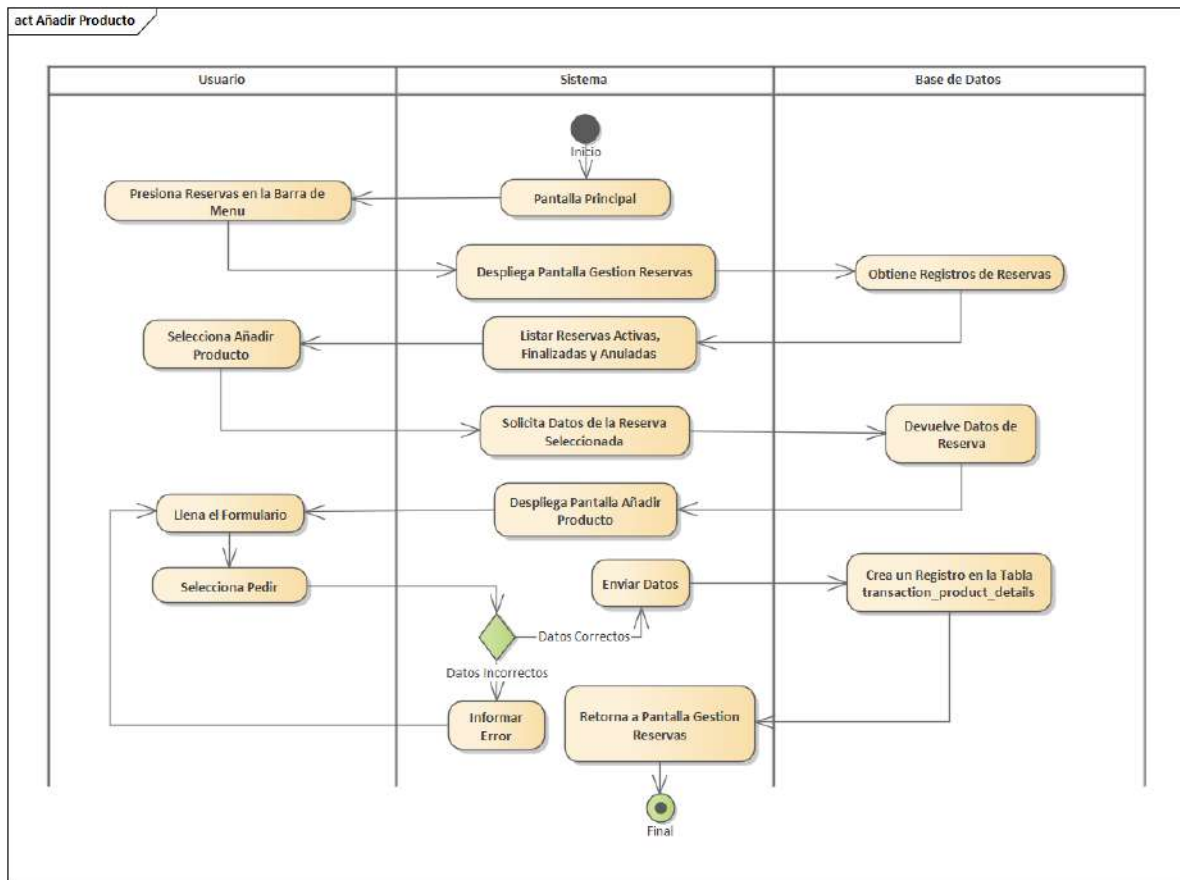 act Añadir Producto
Usuario
Sistema
Base de Datos
Inicio
Pantalla Principal
Presiona Reservas en la Barra de
Menu
Despliega Pantalla Gestion Reservas
Obtiene Registros de Reservas
Listar Reservas Activas,
Finalizadas y Anuladas
Selecciona Añadir
Producto
Solicita Datos de la Reserva
Seleccionada
Devuelve Datos de
Reserva
Despliega Pantalla Añadir
Producto
Llena el Formulario
Selecciona Pedir
Enviar Datos
Crea un Registro en la Tabla
transaction_product_details
Datos Correctos
Datos Incorrectos
Informar
Error
Retorna a Pantalla Gestion
Reservas
Final